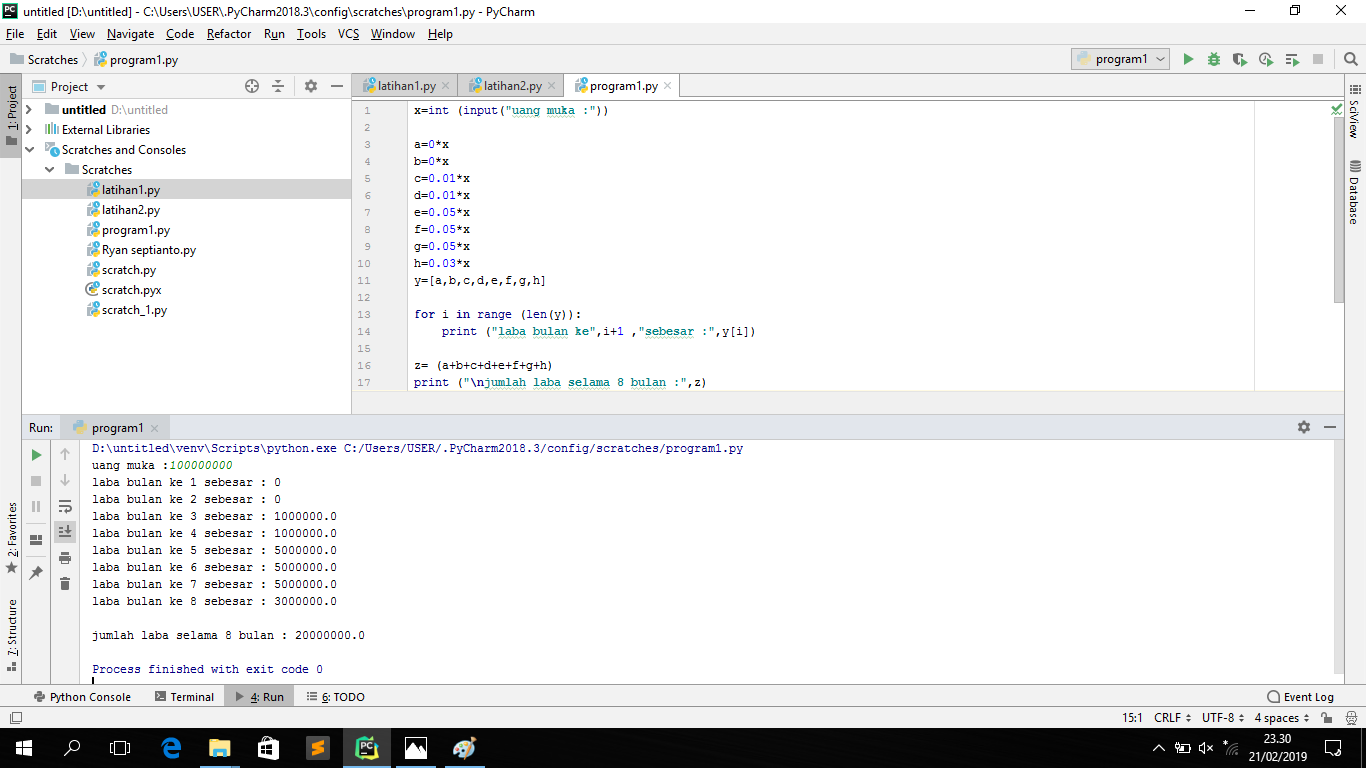 untitled [D:\untitled] - C:\Users\USER\.PyCharm2018.3\config\scratches\program1.py - PyCharm
File Edit View Navigate Code Refactor Run Tools VCS Window Help
Scratches program1.py
program1
1: Project
Project
latihan1.py latihan2.py program1.py
untitled D:\untitled
External Libraries
Scratches and Consoles
Scratches
latihan1.py
latihan2.py
program1.py
Ryan septianto.py
scratch.py
scratch.pyx
scratch_1.py
1 x=int (input("uang muka :"))
2
3 a=0*x
4 b=0*x
5 c=0.01*x
6 d=0.01*x
7 e=0.05*x
8 f=0.05*x
9 g=0.05*x
10 h=0.03*x
11 y=[a,b,c,d,e,f,g,h]
12
13 for i in range (len(y)):
14 print ("laba bulan ke",i+1 ,"sebesar :",y[i])
15
16 z= (a+b+c+d+e+f+g+h)
17 print ("\njumlah laba selama 8 bulan :",z)
SciView
Database
Run: program1
D:\untitled\venv\Scripts\python.exe C:/Users/USER/.PyCharm2018.3/config/scratches/program1.py
uang muka :100000000
laba bulan ke 1 sebesar : 0
laba bulan ke 2 sebesar : 0
laba bulan ke 3 sebesar : 1000000.0
laba bulan ke 4 sebesar : 1000000.0
laba bulan ke 5 sebesar : 5000000.0
laba bulan ke 6 sebesar : 5000000.0
laba bulan ke 7 sebesar : 5000000.0
laba bulan ke 8 sebesar : 3000000.0
jumlah laba selama 8 bulan : 20000000.0
Process finished with exit code 0
2: Favorites
7: Structure
Python Console Terminal 4: Run 6: TODO Event Log
15:1 CRLF UTF-8 4 spaces
23.30
21/02/2019